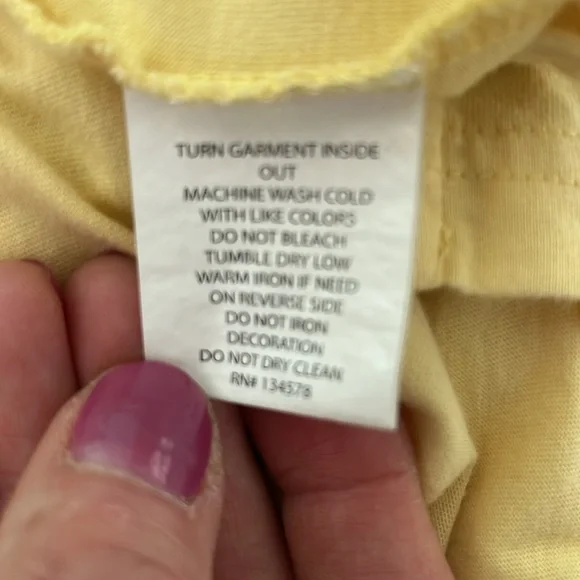 TURN GARMENT INSIDE
OUT
MACHINE WASH COLD
WITH LIKE COLORS
DO NOT BLEACH
TUMBLE DRY LOW
WARM IRON IF NEED
ON REVERSE SIDE
DO NOT IRON
DECORATION
DO NOT DRY CLEAN
RN# 134578